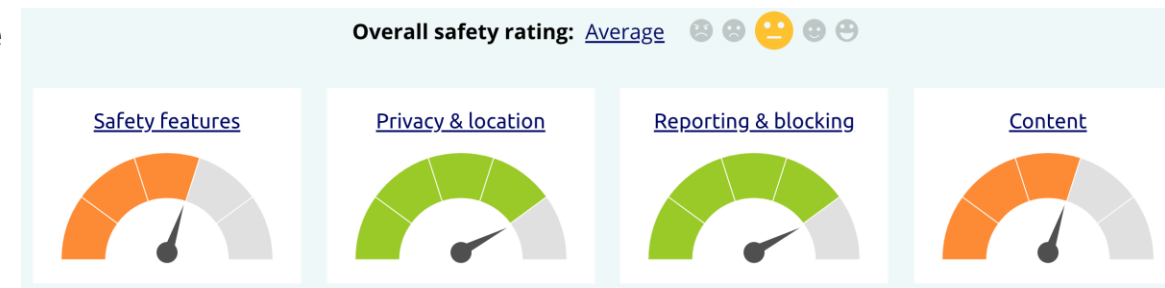 Overall safety rating: Average
Safety features
Privacy & location
Reporting & blocking
Content